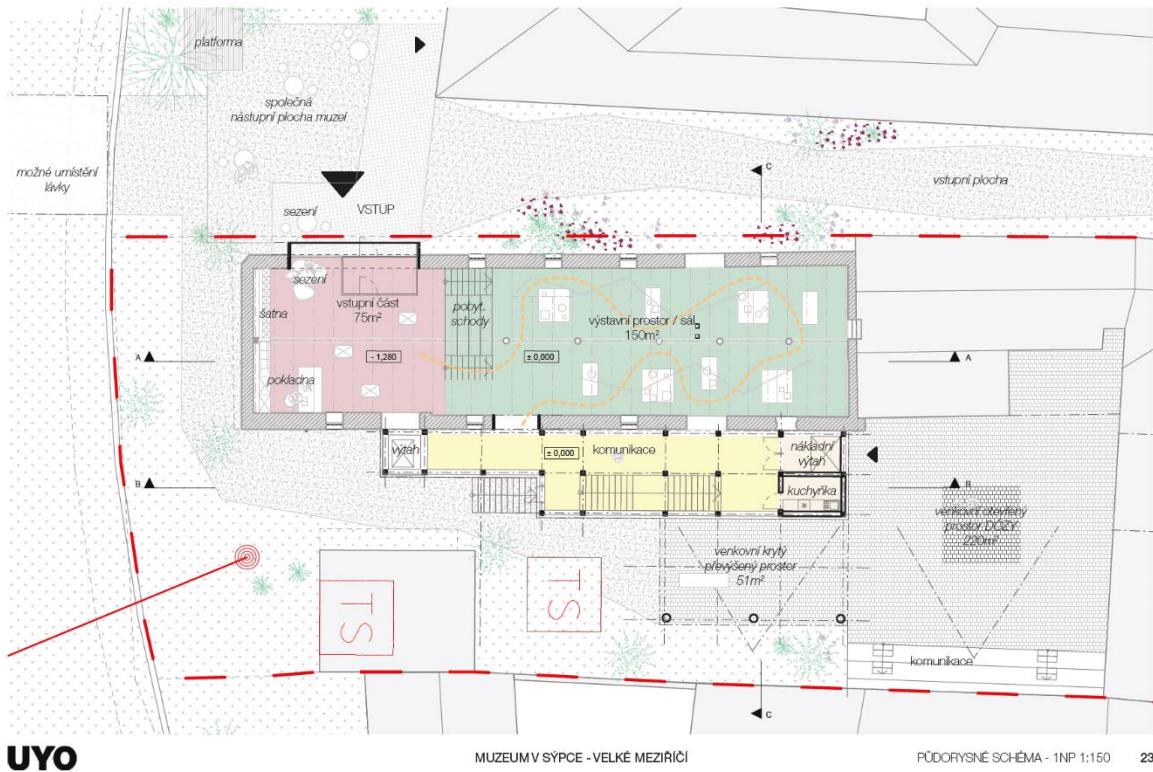 platforma
společná
nástupní plocha muzeí
možné umístění
lávky
sezení
VSTUP
vstupní plocha
C
sezení
šatna
vstupní část
75m²
pobyt.
schody
výstavní prostor / sál
150m²
- 1,280
± 0,000
pokladna
A
A
výtah
± 0,000
komunikace
nákladní
výtah
kuchyňka
B
B
venkovní otevřený
prostor DÓZY
220m²
venkovní krytý
převýšený prostor
51m²
TS
TS
komunikace
C
UYO
MUZEUM V SÝPCE - VELKÉ MEZIŘÍČÍ
PŮDORYSNÉ SCHÉMA - 1NP 1:150
23